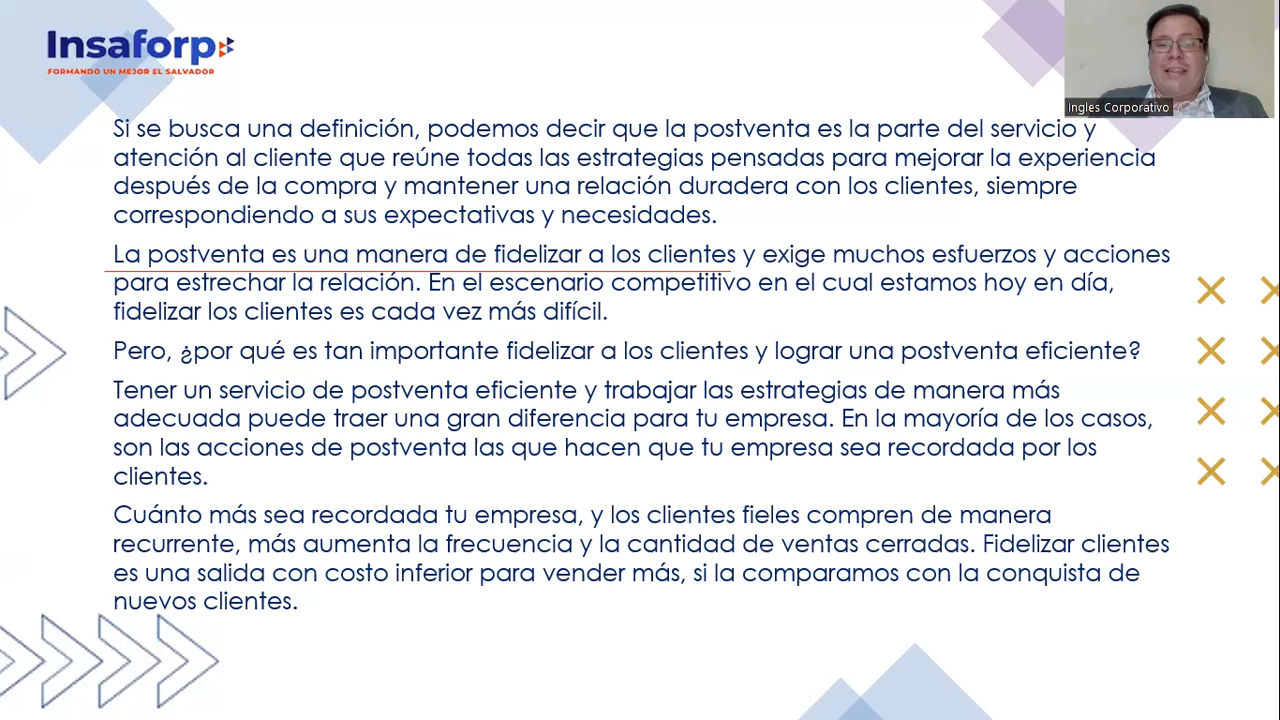 Insaforp
FORMANDO UN MEJOR EL SALVADOR
Ingles Corporativo
Si se busca una definición, podemos decir que la postventa es la parte del servicio y
atención al cliente que reúne todas las estrategias pensadas para mejorar la experiencia
después de la compra y mantener una relación duradera con los clientes, siempre
correspondiendo a sus expectativas y necesidades.
La postventa es una manera de fidelizar a los clientes y exige muchos esfuerzos y acciones
para estrechar la relación. En el escenario competitivo en el cual estamos hoy en día,
fidelizar los clientes es cada vez más difícil.
Pero, ¿por qué es tan importante fidelizar a los clientes y lograr una postventa eficiente?
Tener un servicio de postventa eficiente y trabajar las estrategias de manera más
adecuada puede traer una gran diferencia para tu empresa. En la mayoría de los casos,
son las acciones de postventa las que hacen que tu empresa sea recordada por los
clientes.
Cuánto más sea recordada tu empresa, y los clientes fieles compren de manera
recurrente, más aumenta la frecuencia y la cantidad de ventas cerradas. Fidelizar clientes
es una salida con costo inferior para vender más, si la comparamos con la conquista de
nuevos clientes.